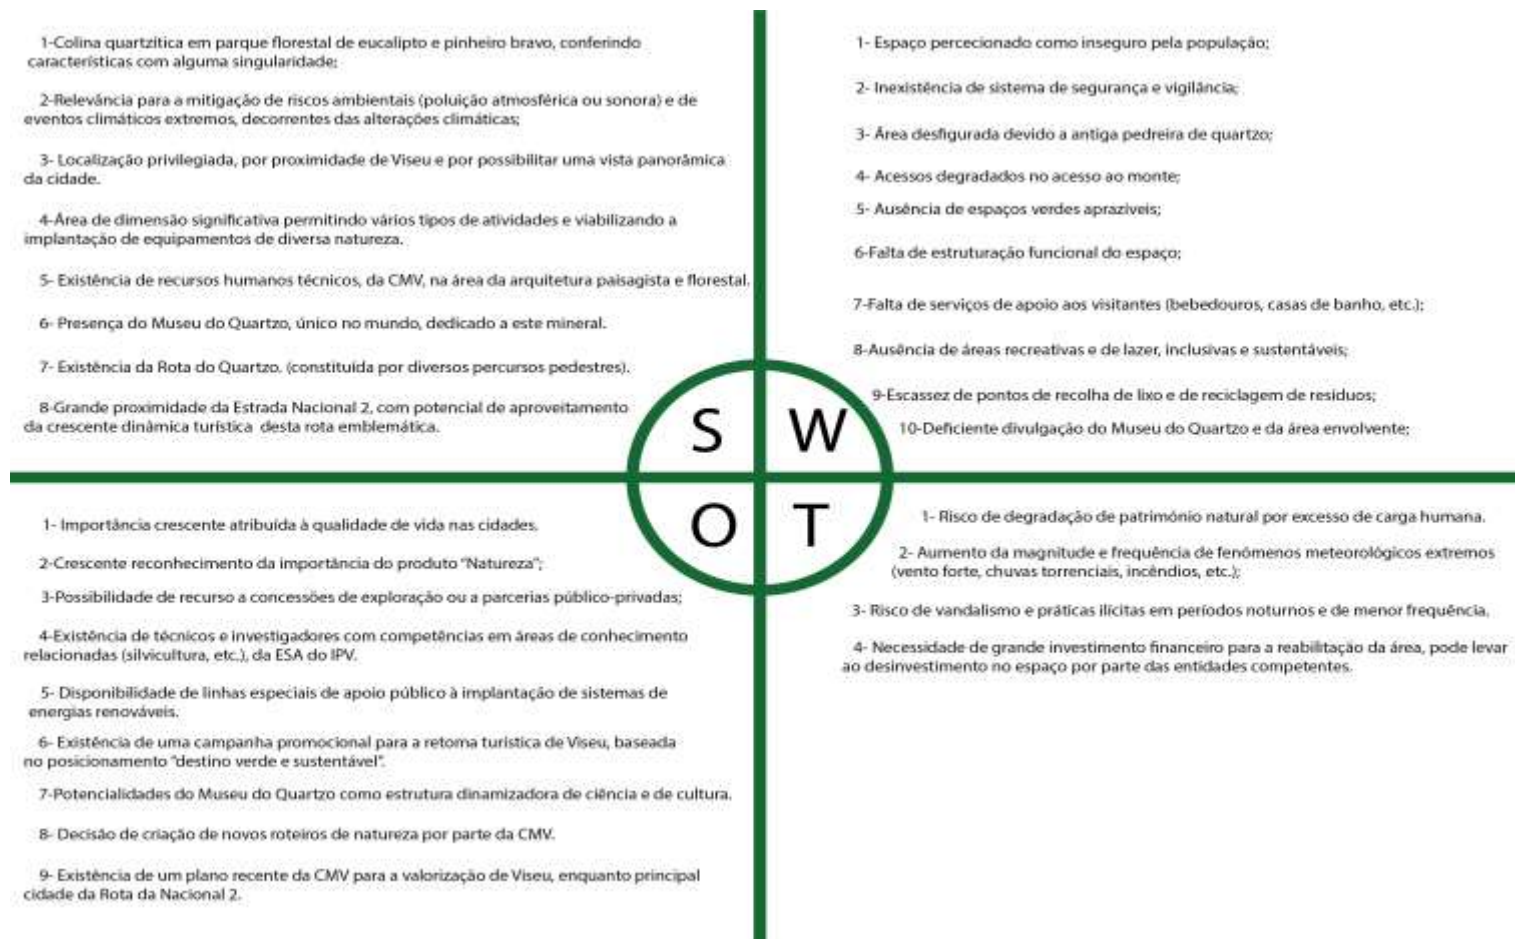 1-Colina quartzítica em parque florestal de eucalipto e pinheiro bravo, conferindo
características com alguma singularidade;
2-Relevância para a mitigação de riscos ambientais (poluição atmosférica ou sonora) e de
eventos climáticos extremos, decorrentes das alterações climáticas;
3- Localização privilegiada, por proximidade de Viseu e por possibilitar uma vista panorâmica
da cidade.
4-Área de dimensão significativa permitindo vários tipos de atividades e viabilizando a
implantação de equipamentos de diversa natureza.
5- Existência de recursos humanos técnicos, da CMV, na área da arquitetura paisagista e florestal.
6- Presença do Museu do Quartzo, único no mundo, dedicado a este mineral.
7- Existência da Rota do Quartzo. (constituída por diversos percursos pedestres).
8-Grande proximidade da Estrada Nacional 2, com potencial de aproveitamento
da crescente dinâmica turística desta rota emblemática.
1- Espaço percecionado como inseguro pela população;
2- Inexistência de sistema de segurança e vigilância;
3- Área desfigurada devido a antiga pedreira de quartzo;
4- Acessos degradados no acesso ao monte;
5- Ausência de espaços verdes aprazíveis;
6-Falta de estruturação funcional do espaço;
7-Falta de serviços de apoio aos visitantes (bebedouros, casas de banho, etc.);
8-Ausência de áreas recreativas e de lazer, inclusivas e sustentáveis;
9-Escassez de pontos de recolha de lixo e de reciclagem de resíduos;
10-Deficiente divulgação do Museu do Quartzo e da área envolvente;
S W
O T
1- Importância crescente atribuída à qualidade de vida nas cidades.
2-Crescente reconhecimento da importância do produto "Natureza";
3-Possibilidade de recurso a concessões de exploração ou a parcerias público-privadas;
4-Existência de técnicos e investigadores com competências em áreas de conhecimento
relacionadas (silvicultura, etc.), da ESA do IPV.
5- Disponibilidade de linhas especiais de apoio público à implantação de sistemas de
energias renováveis.
6- Existência de uma campanha promocional para a retoma turística de Viseu, baseada
no posicionamento "destino verde e sustentável".
7-Potencialidades do Museu do Quartzo como estrutura dinamizadora de ciência e de cultura.
8- Decisão de criação de novos roteiros de natureza por parte da CMV.
9- Existência de um plano recente da CMV para a valorização de Viseu, enquanto principal
cidade da Rota da Nacional 2.
1- Risco de degradação de património natural por excesso de carga humana.
2- Aumento da magnitude e frequência de fenómenos meteorológicos extremos
(vento forte, chuvas torrenciais, incêndios, etc.);
3- Risco de vandalismo e práticas ilícitas em períodos noturnos e de menor frequência.
4- Necessidade de grande investimento financeiro para a reabilitação da área, pode levar
ao desinvestimento no espaço por parte das entidades competentes.